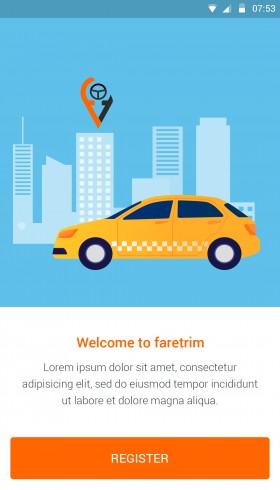 07:53
Welcome to faretrim
Lorem ipsum dolor sit amet, consectetur
adipisicing elit, sed do eiusmod tempor incididunt
ut labore et dolore magna aliqua.
REGISTER